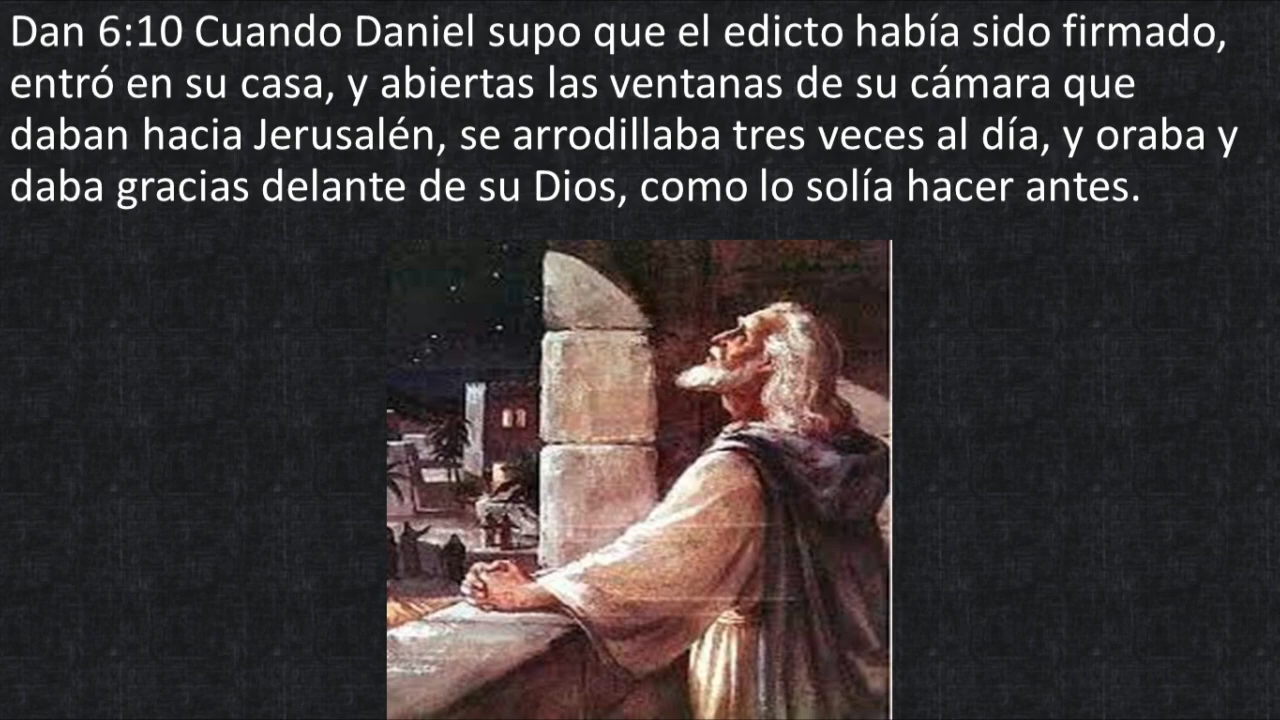 Dan 6:10 Cuando Daniel supo que el edicto había sido firmado,
entró en su casa, y abiertas las ventanas de su cámara que
daban hacia Jerusalén, se arrodillaba tres veces al día, y oraba y
daba gracias delante de su Dios, como lo solía hacer antes.